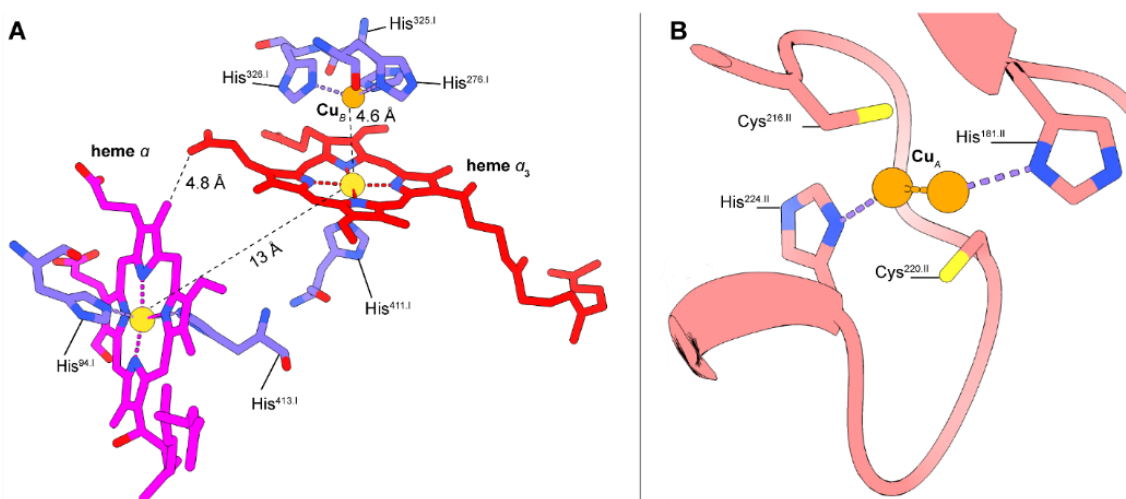 A
His325.I
His326.I
His276.I
CuB
4.6 Å
heme a
heme a3
4.8 Å
13 Å
His411.I
His94.I
His413.I
B
Cys216.II
His181.II
CuA
His224.II
Cys220.II